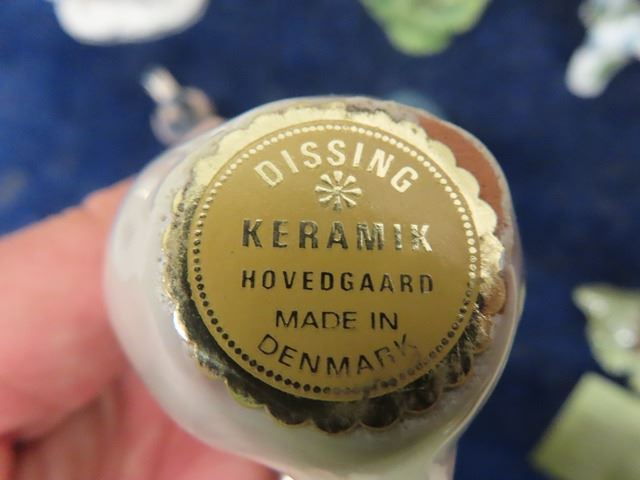 DISSING
KERAMIK
HOVEDGAARD
MADE IN
DENMARK